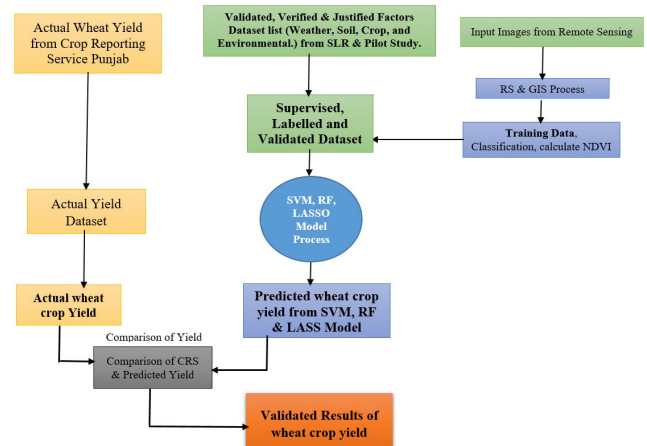 Actual Wheat Yield
from Crop Reporting
Service Punjab
Validated, Verified & Justified Factors
Dataset list (Weather, Soil, Crop, and
Environmental.) from SLR & Pilot Study.
Input Images from Remote Sensing
RS & GIS Process
Supervised,
Labelled and
Validated Dataset
Training Data,
Classification, calculate NDVI
SVM, RF,
LASSO
Model
Process
Actual Yield
Dataset
Actual wheat
crop Yield
Predicted wheat crop
yield from SVM, RF
& LASS Model
Comparison of Yield
Comparison of CRS
& Predicted Yield
Validated Results of
wheat crop yield